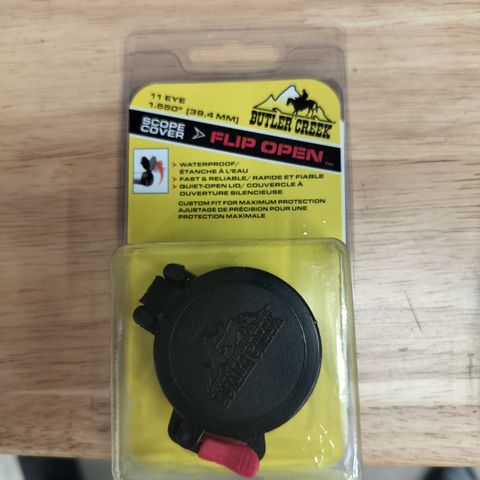 11 EYE
1.550" [39.4 MM]
BUTLER CREEK
SCOPE
COVER
FLIP OPEN™
• WATERPROOF/
ÉTANCHE À L'EAU
• FAST & RELIABLE/ RAPIDE ET FIABLE
• QUIET-OPEN LID/ COUVERCLE À
OUVERTURE SILENCIEUSE
CUSTOM FIT FOR MAXIMUM PROTECTION
AJUSTAGE DE PRÉCISION POUR UNE
PROTECTION MAXIMALE
BUTLER CREEK